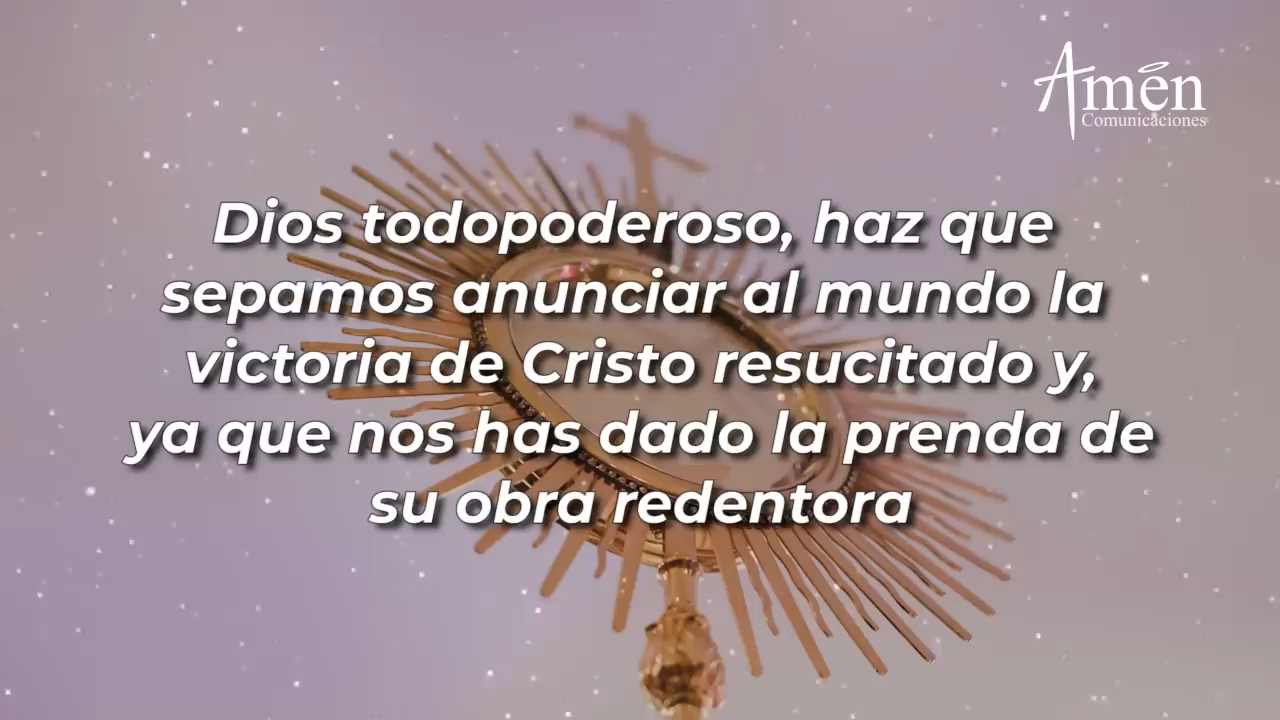 Amén
Comunicaciones
Dios todopoderoso, haz que
sepamos anunciar al mundo la
victoria de Cristo resucitado y,
ya que nos has dado la prenda de
su obra redentora